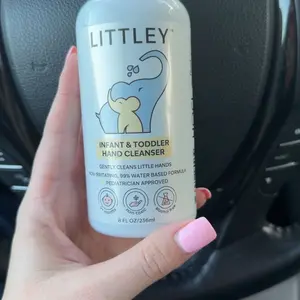 LITTLEY™
INFANT & TODDLER
HAND CLEANSER
GENTLY CLEANS LITTLE HANDS
NON-IRRITATING, 99% WATER BASED FORMULA
PEDIATRICIAN APPROVED
8 FL OZ/236ml